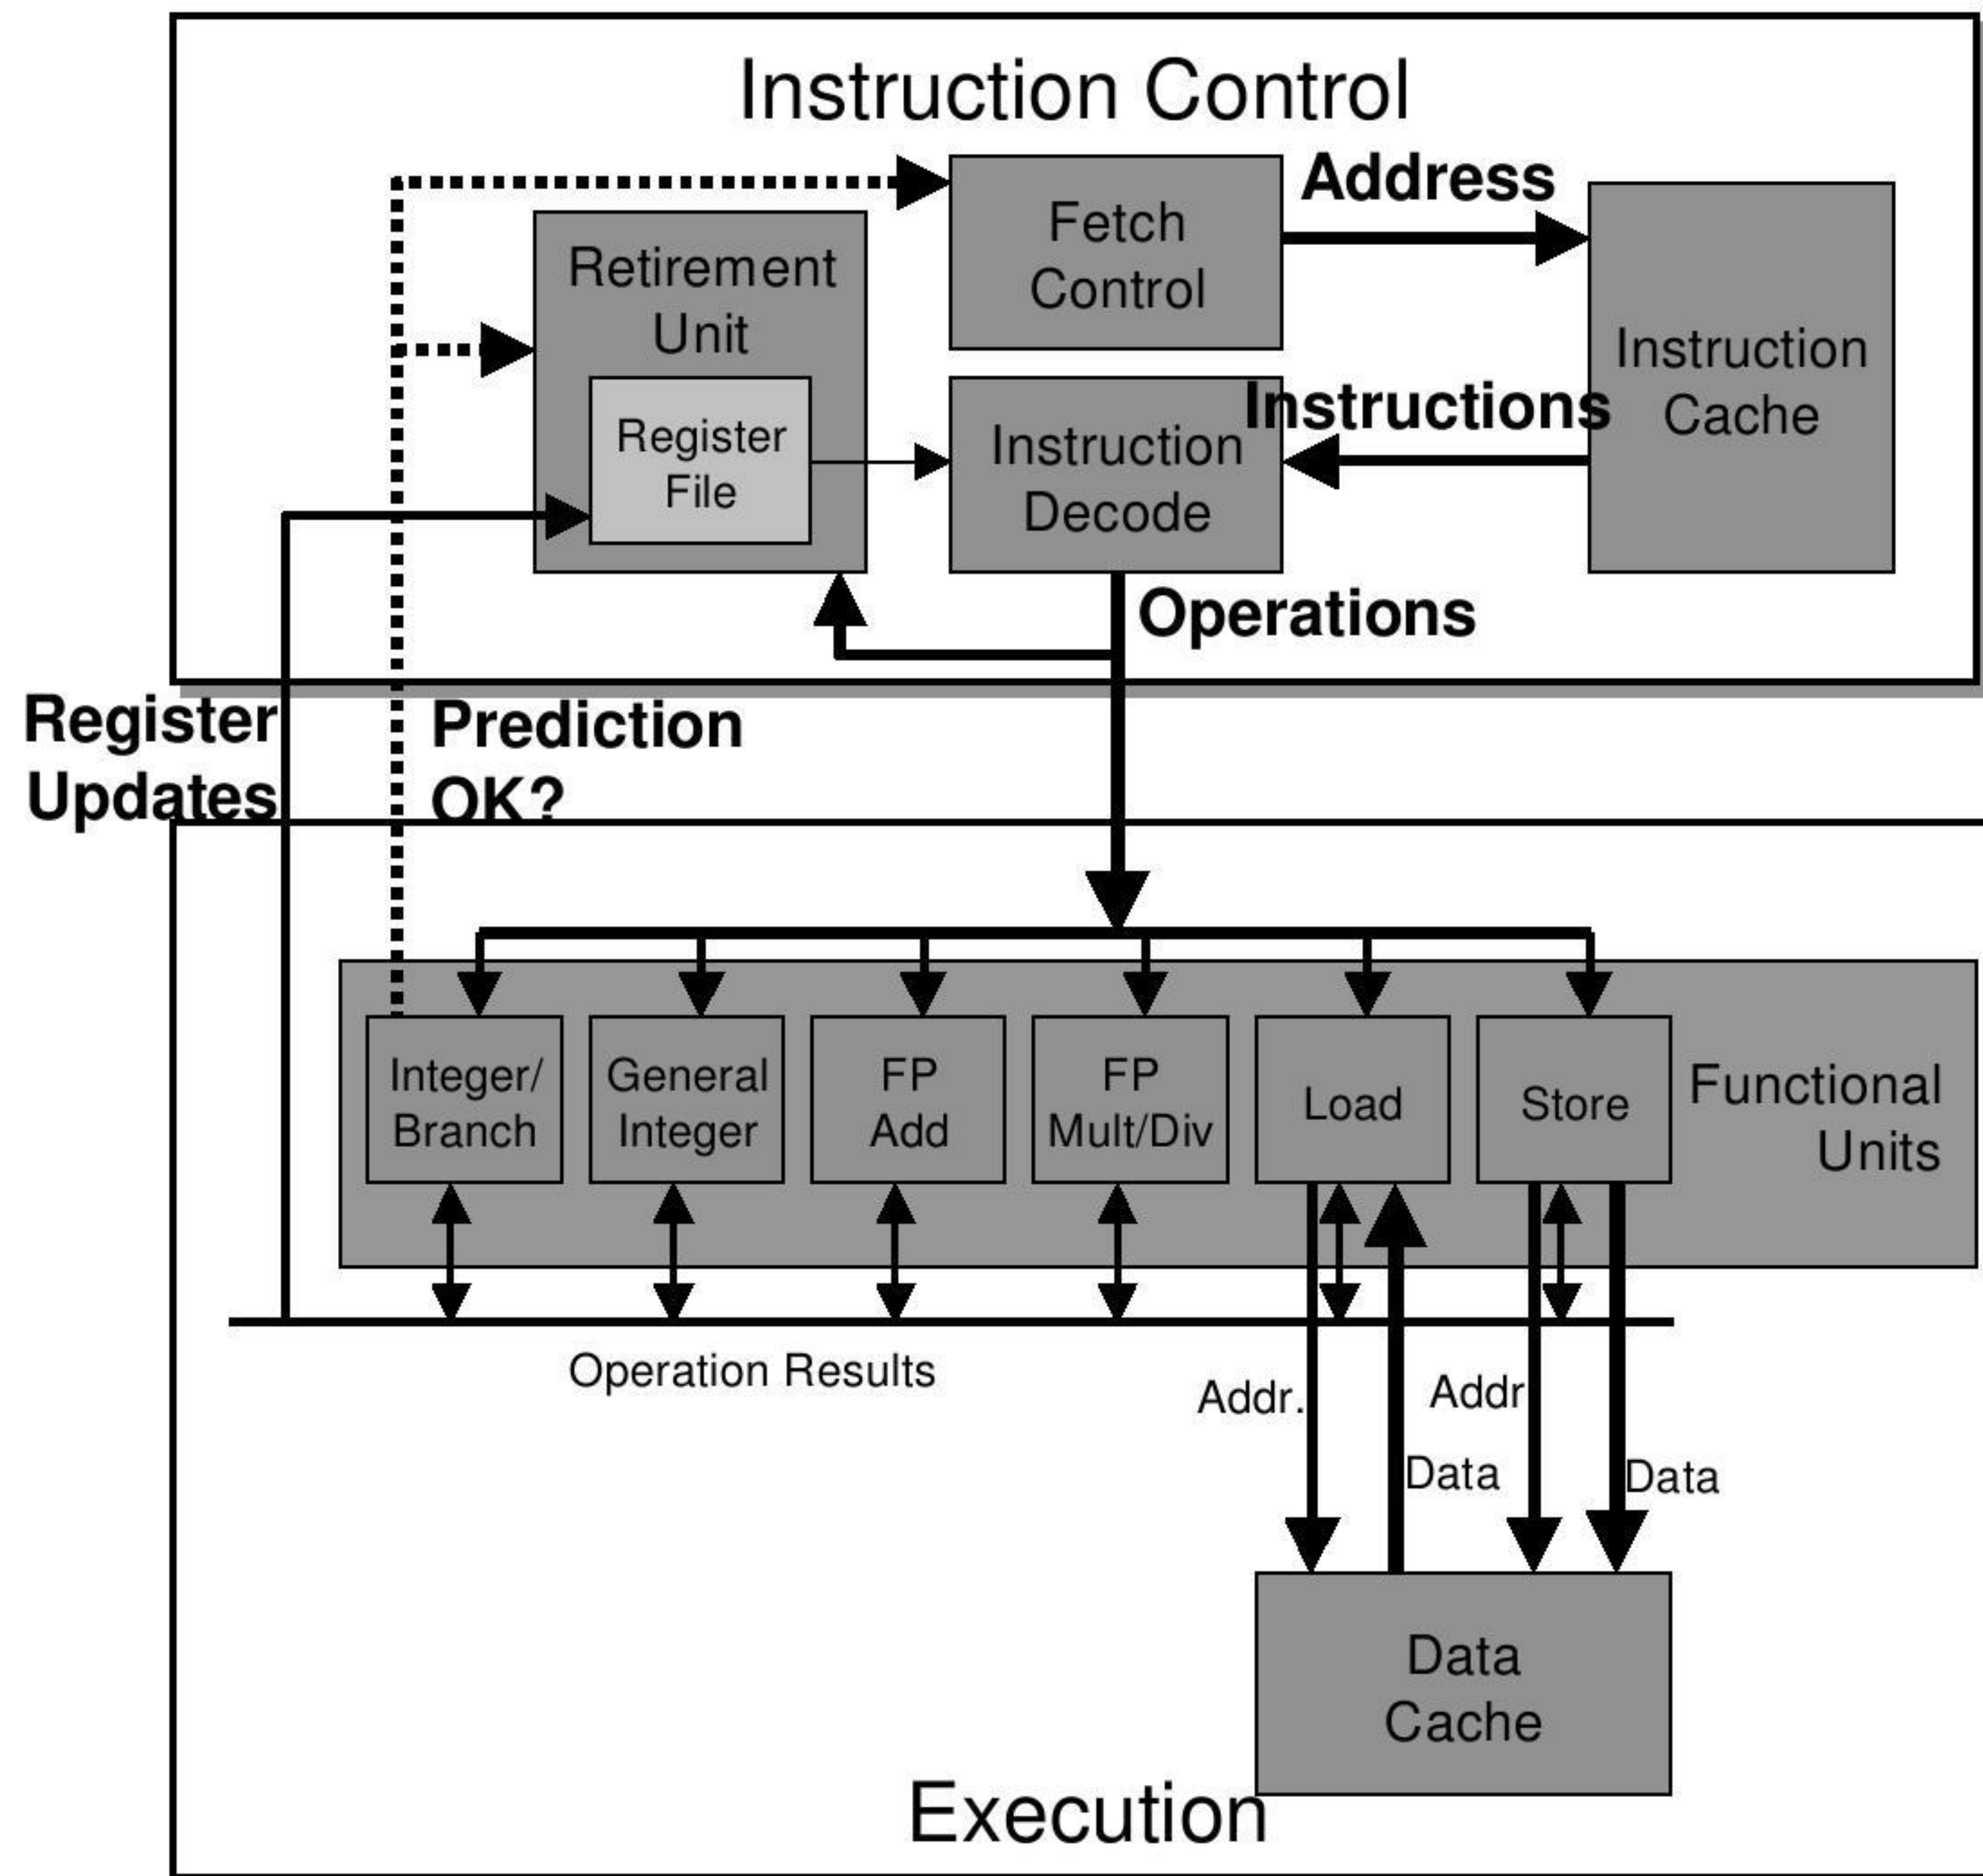 Instruction Control
Address
Fetch
Control
Retirement
Unit
Instruction
Cache
Instructions
Register
File
Instruction
Decode
Operations
Register
Updates
Prediction
OK?
Integer/
Branch
General
Integer
FP
Add
FP
Mult/Div
Load
Store
Functional
Units
Operation Results
Addr.
Addr
Data
Data
Data
Cache
Execution